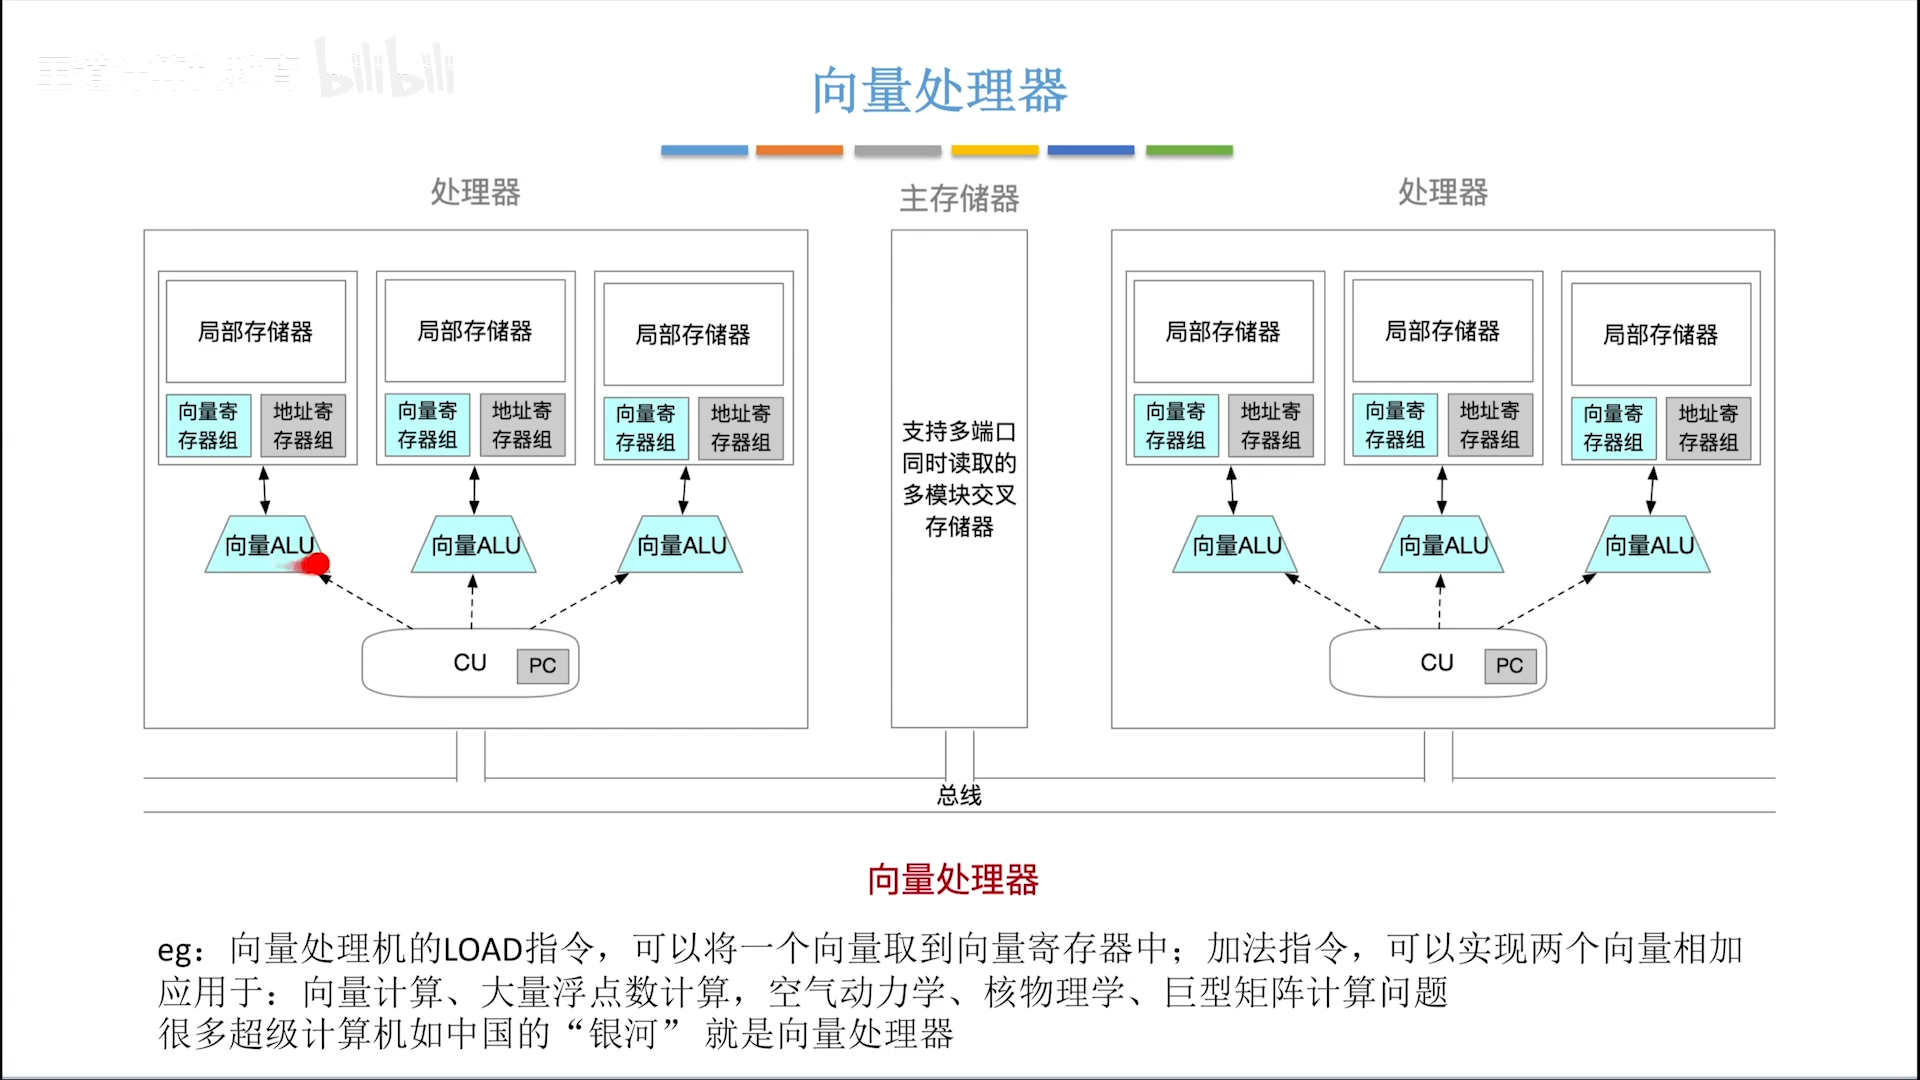 王道计算机教育 bilibili
向量处理器
处理器
主存储器
处理器
局部存储器
局部存储器
局部存储器
向量寄
存器组
地址寄
存器组
向量寄
存器组
地址寄
存器组
向量寄
存器组
地址寄
存器组
向量ALU
向量ALU
向量ALU
CU
PC
支持多端口
同时读取的
多模块交叉
存储器
局部存储器
局部存储器
局部存储器
向量寄
存器组
地址寄
存器组
向量寄
存器组
地址寄
存器组
向量寄
存器组
地址寄
存器组
向量ALU
向量ALU
向量ALU
CU
PC
总线
向量处理器
eg：向量处理机的LOAD指令，可以将一个向量取到向量寄存器中；加法指令，可以实现两个向量相加
应用于：向量计算、大量浮点数计算，空气动力学、核物理学、巨型矩阵计算问题
很多超级计算机如中国的“银河” 就是向量处理器